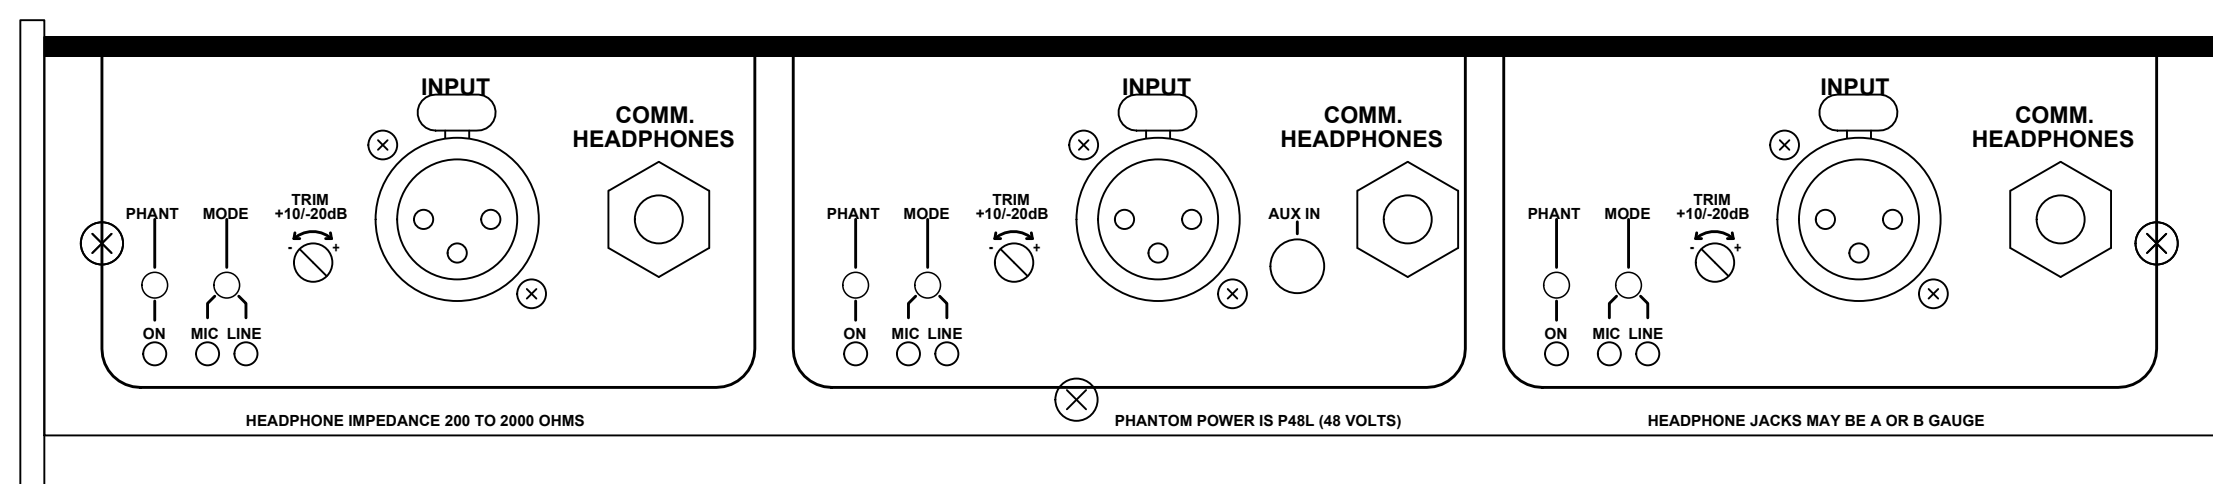 INPUT
COMM.
HEADPHONES
PHANT
MODE
TRIM
+10/-20dB
- +
ON
MIC LINE
INPUT
COMM.
HEADPHONES
PHANT
MODE
TRIM
+10/-20dB
- +
AUX IN
ON
MIC LINE
INPUT
COMM.
HEADPHONES
PHANT
MODE
TRIM
+10/-20dB
- +
ON
MIC LINE
HEADPHONE IMPEDANCE 200 TO 2000 OHMS
PHANTOM POWER IS P48L (48 VOLTS)
HEADPHONE JACKS MAY BE A OR B GAUGE